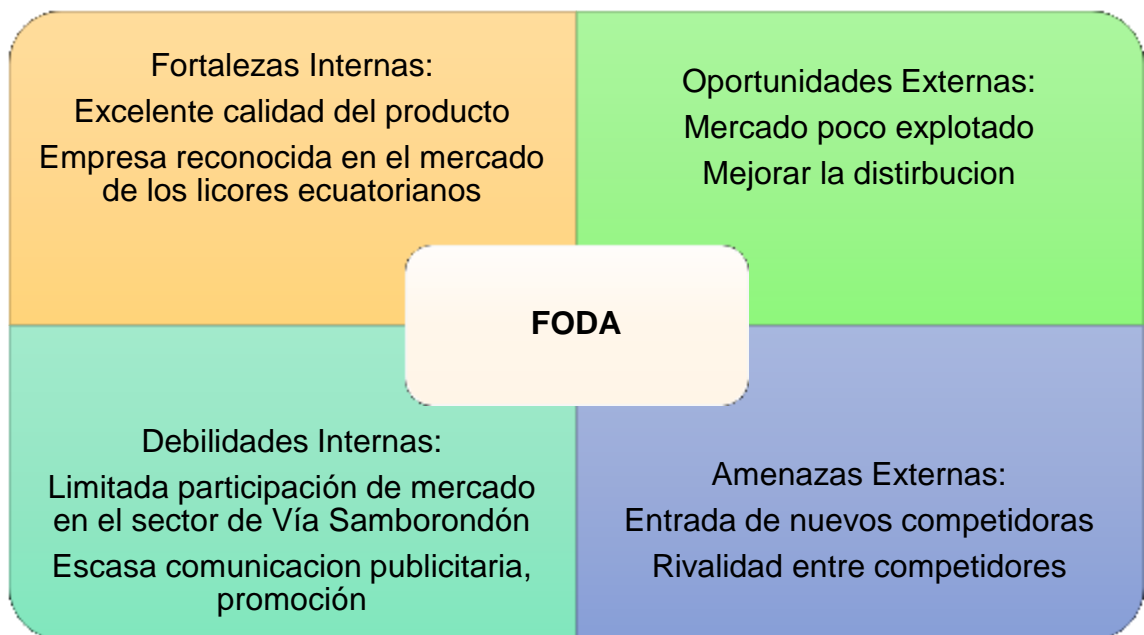 Fortalezas Internas:
Excelente calidad del producto
Empresa reconocida en el mercado
de los licores ecuatorianos
Oportunidades Externas:
Mercado poco explotado
Mejorar la distirbucion
FODA
Debilidades Internas:
Limitada participación de mercado
en el sector de Vía Samborondón
Escasa comunicacion publicitaria,
promoción
Amenazas Externas:
Entrada de nuevos competidoras
Rivalidad entre competidores